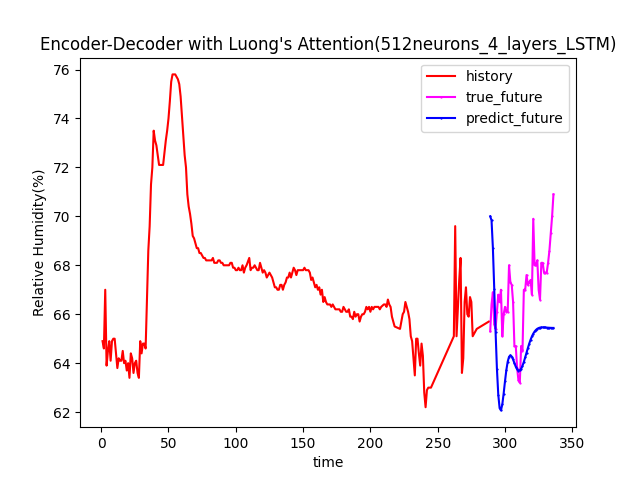 Encoder-Decoder with Luong's Attention(512neurons_4_layers_LSTM)
history
true_future
predict_future
Relative Humidity(%)
76
74
72
70
68
66
64
62
0 50 100 150 200 250 300 350
time